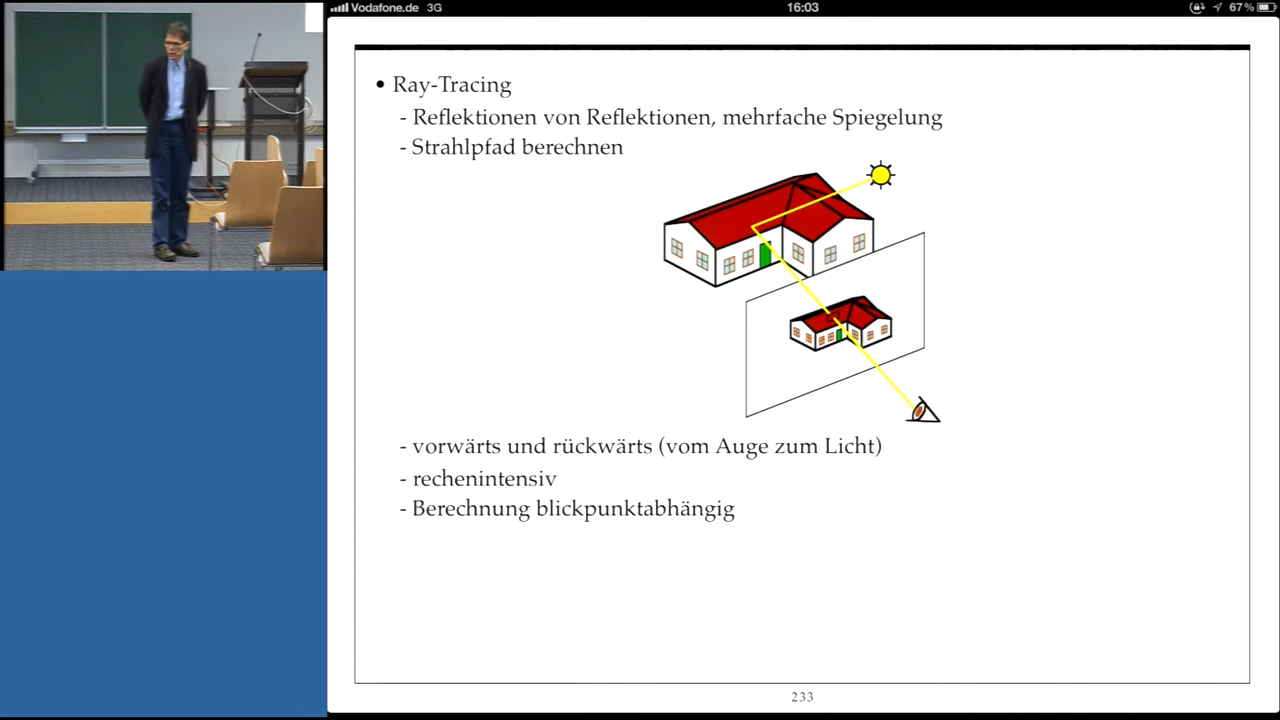 Vodafone.de 3G 16:03 67%
• Ray-Tracing
- Reflektionen von Reflektionen, mehrfache Spiegelung
- Strahlpfad berechnen
- vorwärts und rückwärts (vom Auge zum Licht)
- rechenintensiv
- Berechnung blickpunktabhängig
233